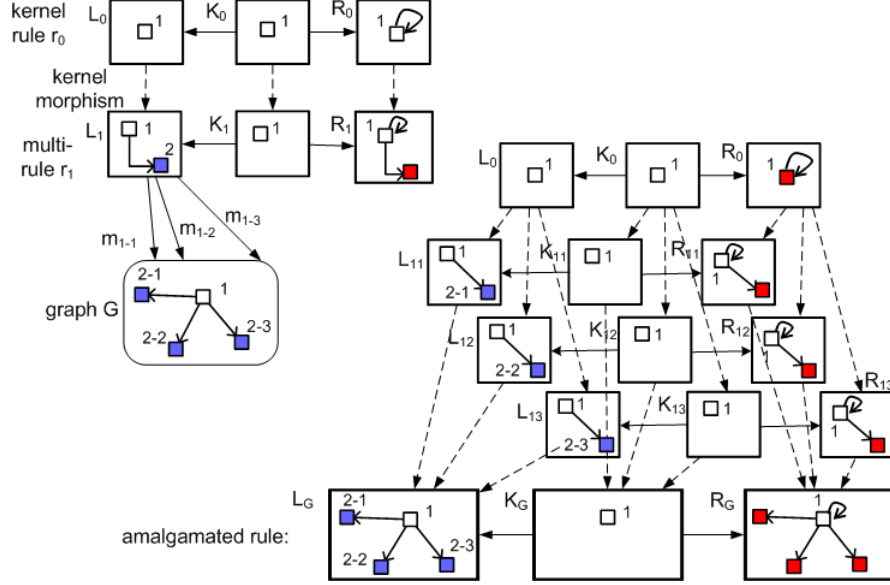 kernel
rule r0
L0
1
K0
1
R0
1
kernel
morphism
multi-
rule r1
L1
1
2
K1
1
R1
1
m1-1
m1-2
m1-3
graph G
2-1
1
2-2
2-3
L0
1
K0
1
R0
1
L11
1
2-1
K11
1
R11
1
L12
1
2-2
K12
1
R12
1
L13
1
2-3
K13
1
R13
1
amalgamated rule:
LG
2-1
1
2-2
2-3
KG
1
RG
1